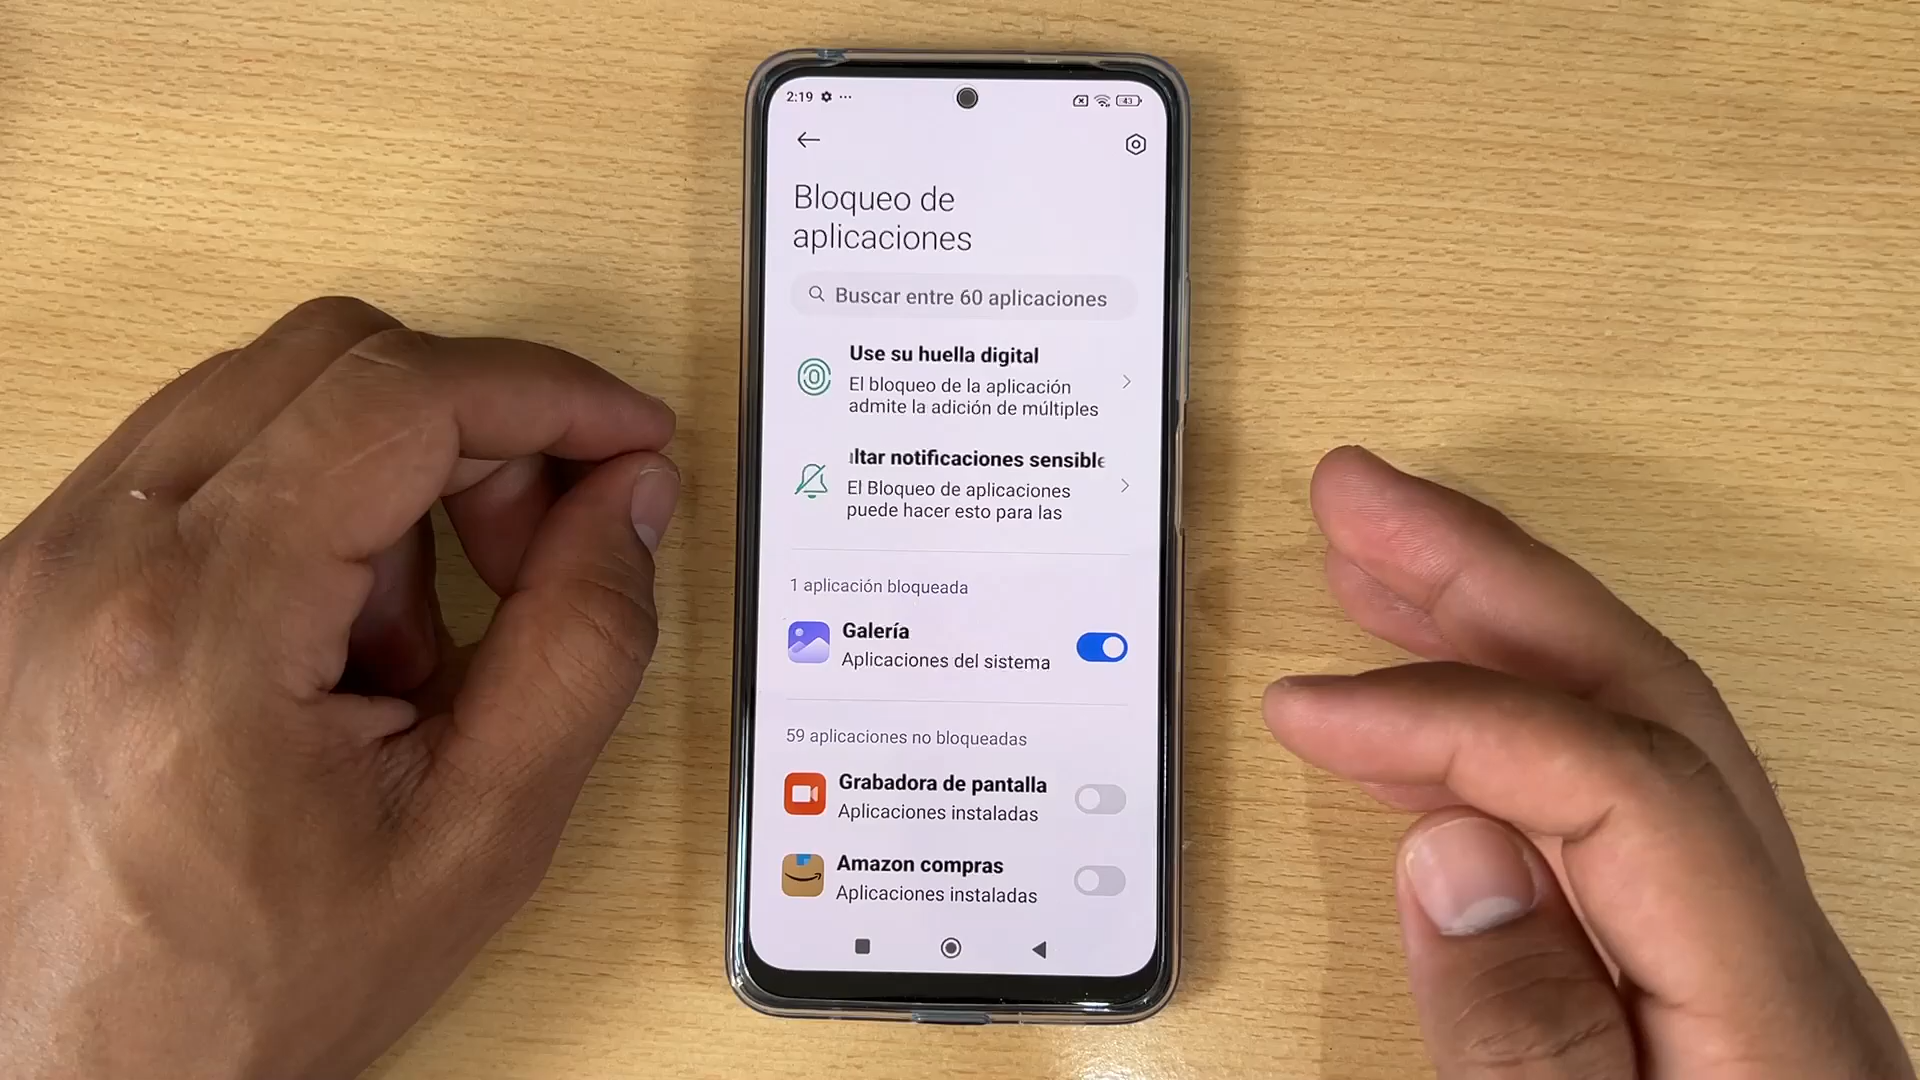 2:19
43
Bloqueo de
aplicaciones
Buscar entre 60 aplicaciones
Use su huella digital
El bloqueo de la aplicación
admite la adición de múltiples
ltar notificaciones sensible
El Bloqueo de aplicaciones
puede hacer esto para las
1 aplicación bloqueada
Galería
Aplicaciones del sistema
59 aplicaciones no bloqueadas
Grabadora de pantalla
Aplicaciones instaladas
Amazon compras
Aplicaciones instaladas